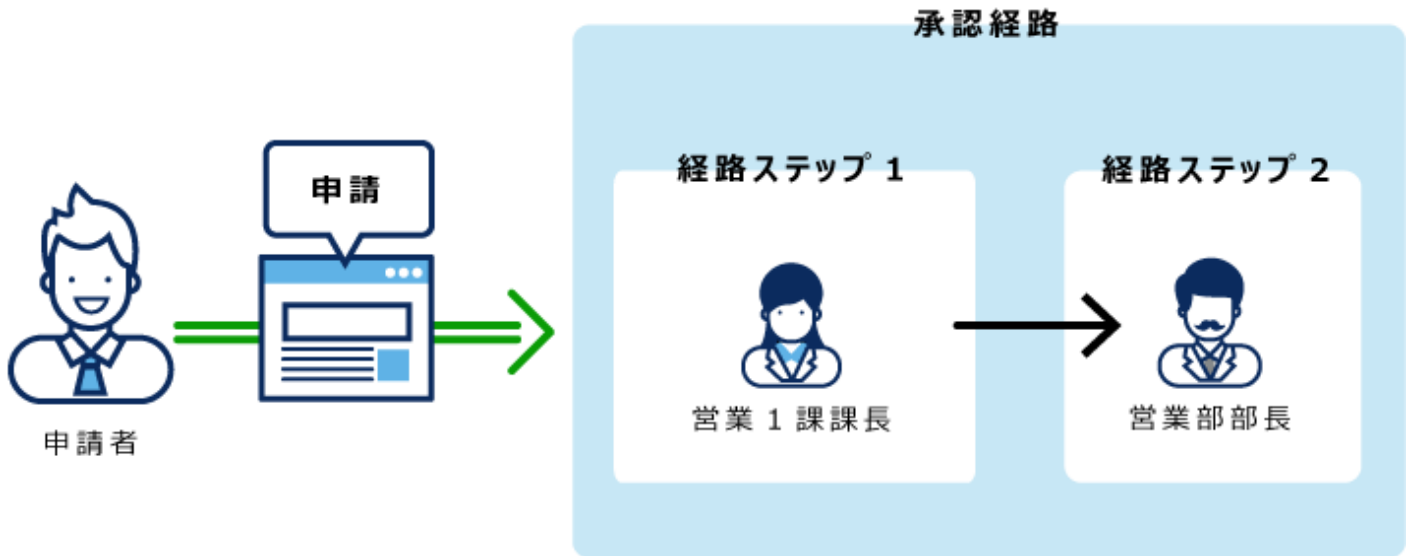 承認経路
申請
経路ステップ 1
経路ステップ 2
申請者
営業 1 課課長
営業部部長